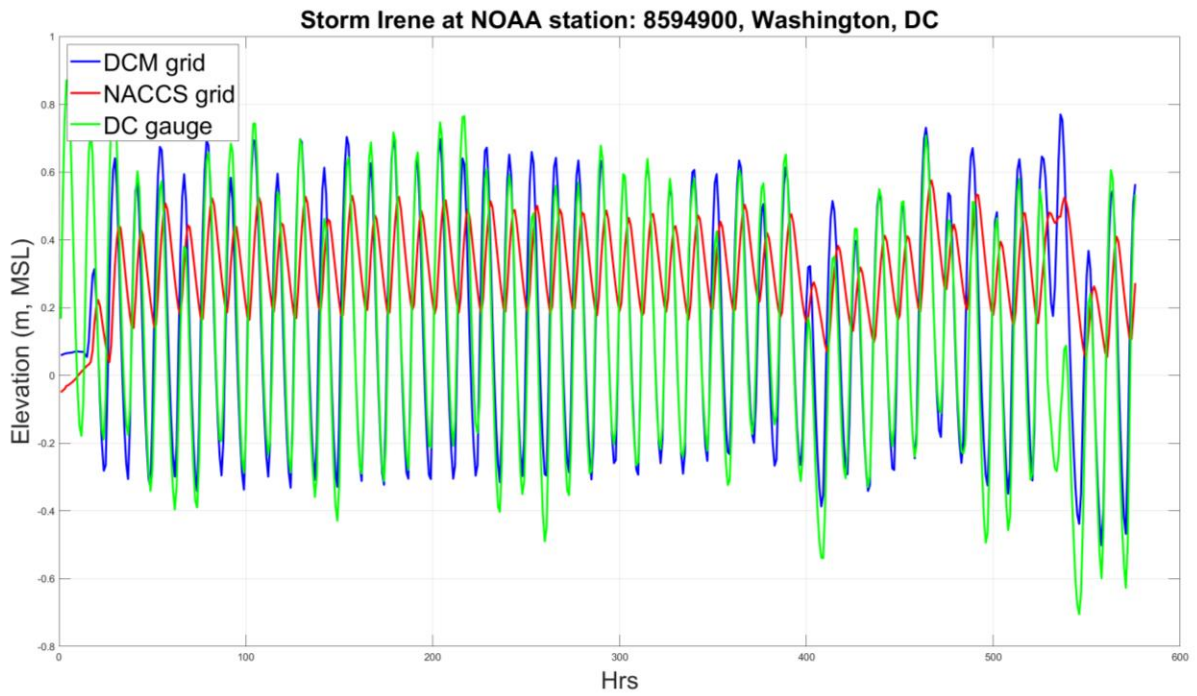 Storm Irene at NOAA station: 8594900, Washington, DC
DCM grid
NACCS grid
DC gauge
Elevation (m, MSL)
1
0.8
0.6
0.4
0.2
0
-0.2
-0.4
-0.6
-0.8
0 100 200 300 400 500 600
Hrs